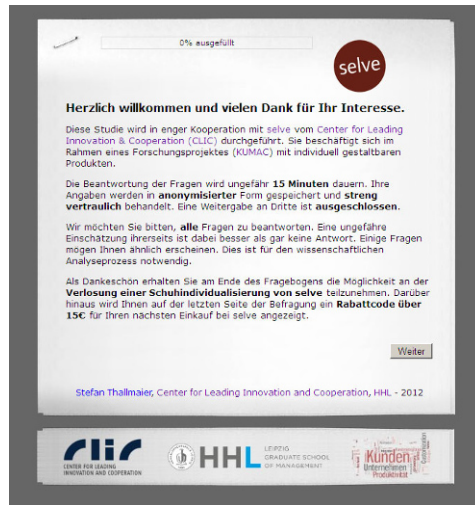 0% ausgefüllt
selve
Herzlich willkommen und vielen Dank für Ihr Interesse.
Diese Studie wird in enger Kooperation mit selve vom Center for Leading
Innovation & Cooperation (CLIC) durchgeführt. Sie beschäftigt sich im
Rahmen eines Forschungsprojektes (KUMAC) mit individuell gestaltbaren
Produkten.
Die Beantwortung der Fragen wird ungefähr 15 Minuten dauern. Ihre
Angaben werden in anonymisierter Form gespeichert und streng
vertraulich behandelt. Eine Weitergabe an Dritte ist ausgeschlossen.
Wir möchten Sie bitten, alle Fragen zu beantworten. Eine ungefähre
Einschätzung ihrerseits ist dabei besser als gar keine Antwort. Einige Fragen
mögen Ihnen ähnlich erscheinen. Dies ist für den wissenschaftlichen
Analyseprozess notwendig.
Als Dankeschön erhalten Sie am Ende des Fragebogens die Möglichkeit an der
Verlosung einer Schuhindividualisierung von selve teilzunehmen. Darüber
hinaus wird Ihnen auf der letzten Seite der Befragung ein Rabattcode über
15€ für Ihren nächsten Einkauf bei selve angezeigt.
Weiter
Stefan Thallmaier, Center for Leading Innovation and Cooperation, HHL - 2012
clic
CENTER FOR LEADING
INNOVATION AND COOPERATION
HHL
LEIPZIG
GRADUATE SCHOOL
OF MANAGEMENT
Kunden
Unternehmen
Produktivität